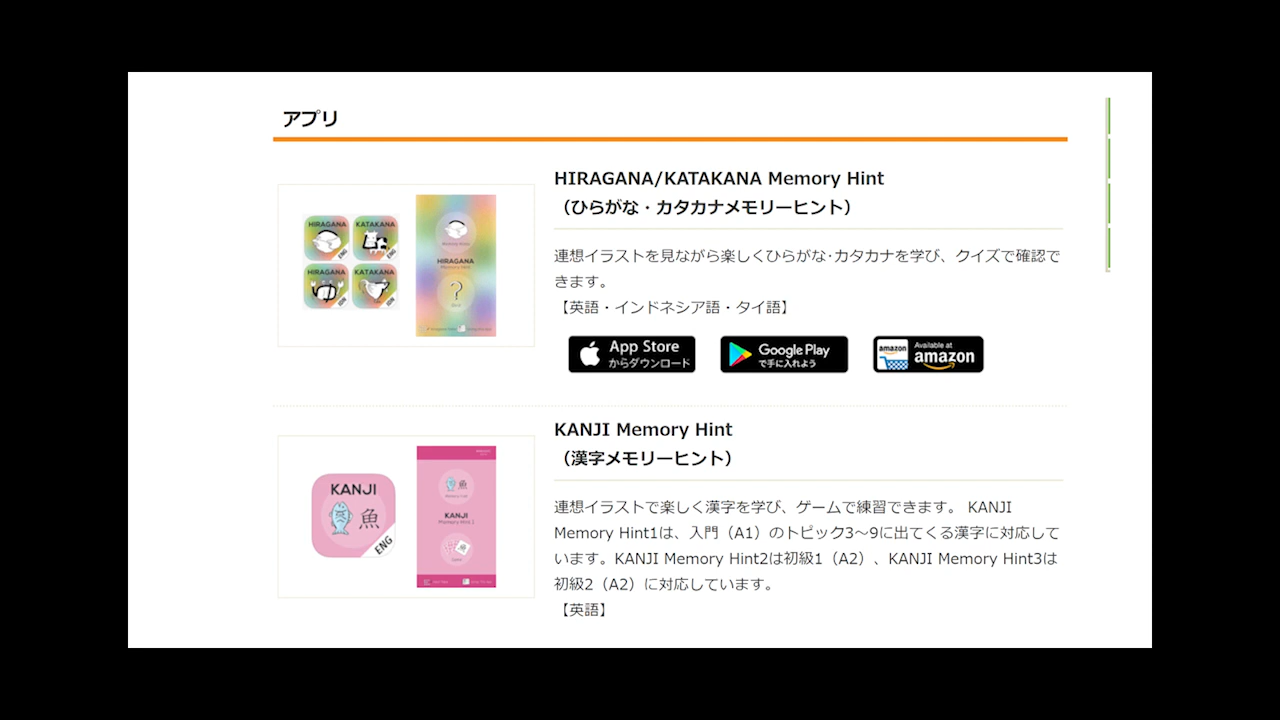 アプリ
HIRAGANA/KATAKANA Memory Hint
（ひらがな・カタカナメモリーヒント）
連想イラストを見ながら楽しくひらがな･カタカナを学び、クイズで確認で
きます。
【英語・インドネシア語・タイ語】
HIRAGANA
ENG
KATAKANA
ENG
HIRAGANA
KATAKANA
HIRAGANA
Memory Hint
App Store
からダウンロード
Google Play
で手に入れよう
amazon
Available at
amazon
KANJI Memory Hint
（漢字メモリーヒント）
連想イラストで楽しく漢字を学び、ゲームで練習できます。 KANJI
Memory Hint1は、入門（A1）のトピック3～9に出てくる漢字に対応して
います。KANJI Memory Hint2は初級1（A2）、KANJI Memory Hint3は
初級2（A2）に対応しています。
【英語】
KANJI
魚
ENG
魚
KANJI
Memory Hint 1